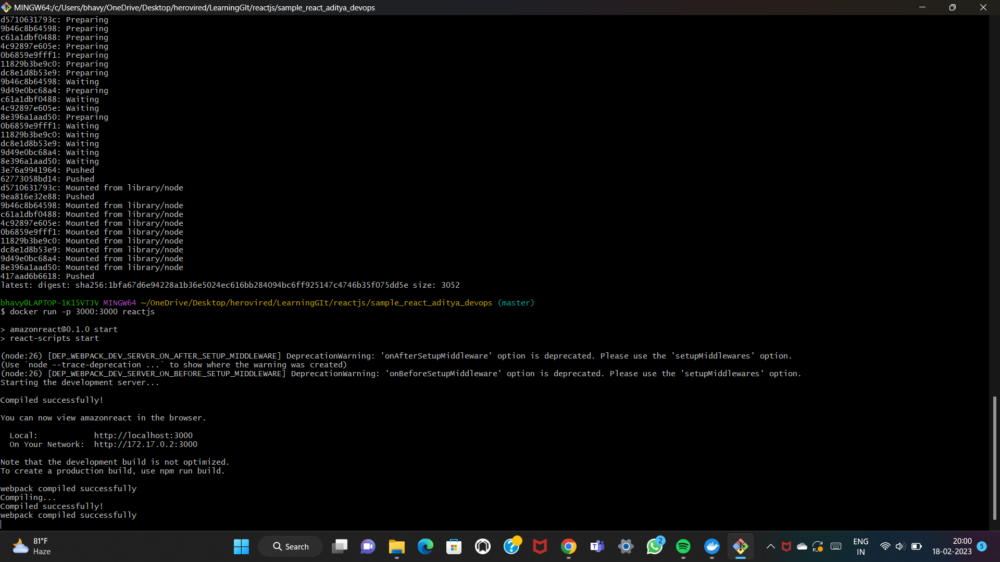 MINGW64:/c/Users/bhavy/OneDrive/Desktop/herovired/LearningGIt/reactjs/sample_react_aditya_devops
d5710631793c: Preparing
9b46c8b64598: Preparing
c61a1dbf0488: Preparing
4c92897e605e: Preparing
0b6859e9fff1: Preparing
11829b3be9c0: Preparing
dc8e1d8b53e9: Preparing
9b46c8b64598: Waiting
9d49e0bc68a4: Preparing
c61a1dbf0488: Waiting
4c92897e605e: Waiting
8e396a1aad50: Preparing
0b6859e9fff1: Waiting
11829b3be9c0: Waiting
dc8e1d8b53e9: Waiting
9d49e0bc68a4: Waiting
8e396a1aad50: Waiting
3e76a9941964: Pushed
62773058bd14: Pushed
d5710631793c: Mounted from library/node
9ea816e32e88: Pushed
9b46c8b64598: Mounted from library/node
c61a1dbf0488: Mounted from library/node
4c92897e605e: Mounted from library/node
0b6859e9fff1: Mounted from library/node
11829b3be9c0: Mounted from library/node
dc8e1d8b53e9: Mounted from library/node
9d49e0bc68a4: Mounted from library/node
8e396a1aad50: Mounted from library/node
417aad6b6618: Pushed
latest: digest: sha256:1bfa67d6e94228a1b36e5024ec616bb284094bc6ff925147c4746b35f075dd5e size: 3052
bhavy@LAPTOP-1K15VTJV MINGW64 ~/OneDrive/Desktop/herovired/LearningGIt/reactjs/sample_react_aditya_devops (master)
$ docker run -p 3000:3000 reactjs
> amazonreact@0.1.0 start
> react-scripts start
(node:26) [DEP_WEBPACK_DEV_SERVER_ON_AFTER_SETUP_MIDDLEWARE] DeprecationWarning: 'onAfterSetupMiddleware' option is deprecated. Please use the 'setupMiddlewares' option.
(Use `node --trace-deprecation ...` to show where the warning was created)
(node:26) [DEP_WEBPACK_DEV_SERVER_ON_BEFORE_SETUP_MIDDLEWARE] DeprecationWarning: 'onBeforeSetupMiddleware' option is deprecated. Please use the 'setupMiddlewares' option.
Starting the development server...
Compiled successfully!
You can now view amazonreact in the browser.
Local: http://localhost:3000
On Your Network: http://172.17.0.2:3000
Note that the development build is not optimized.
To create a production build, use npm run build.
webpack compiled successfully
Compiling...
Compiled successfully!
webpack compiled successfully
81°F
Haze
Search
2
ENG
IN
20:00
18-02-2023
5